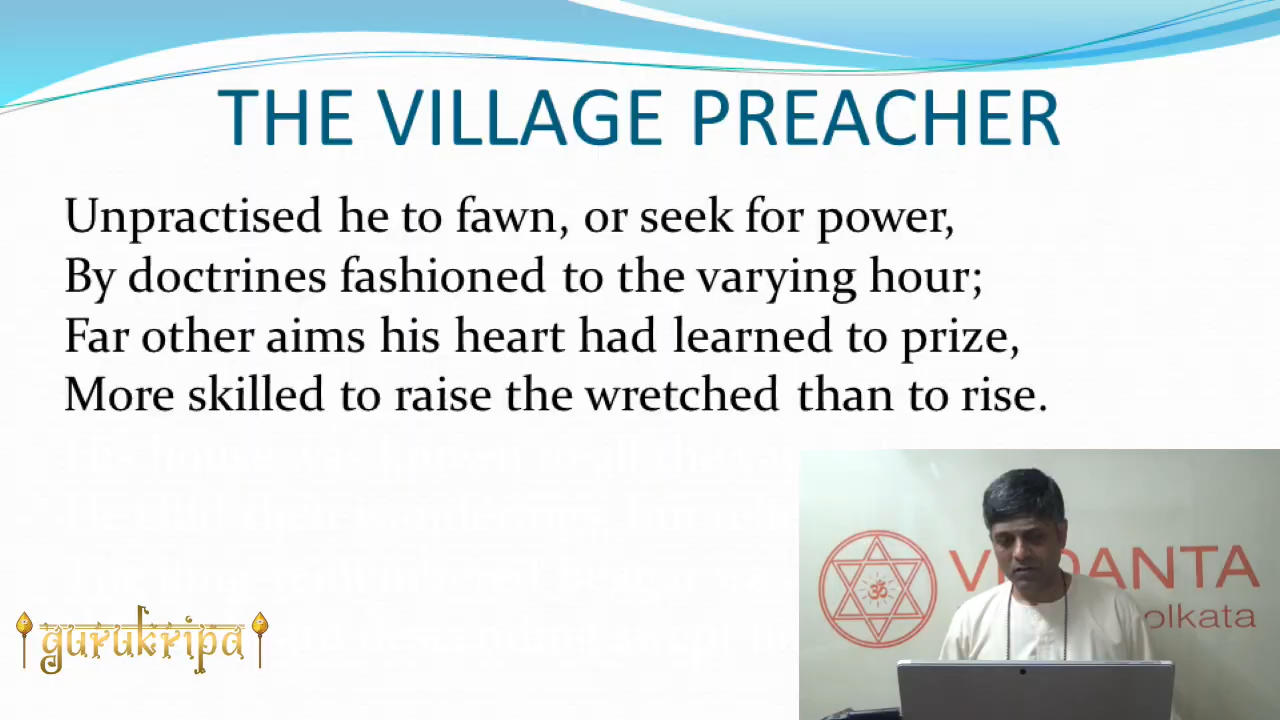 THE VILLAGE PREACHER
Unpractised he to fawn, or seek for power,
By doctrines fashioned to the varying hour;
Far other aims his heart had learned to prize,
More skilled to raise the wretched than to rise.
gurukripa
ॐ
olkata